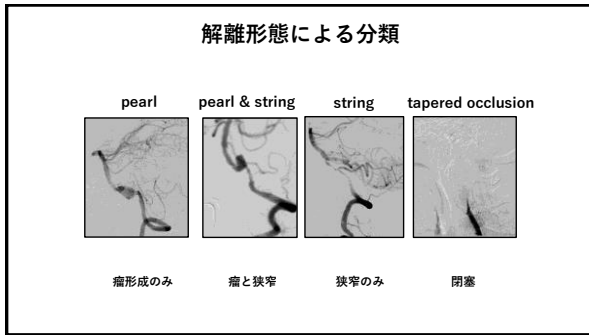 解離形態による分類
pearl
pearl & string
string
tapered occlusion
瘤形成のみ
瘤と狭窄
狭窄のみ
閉塞